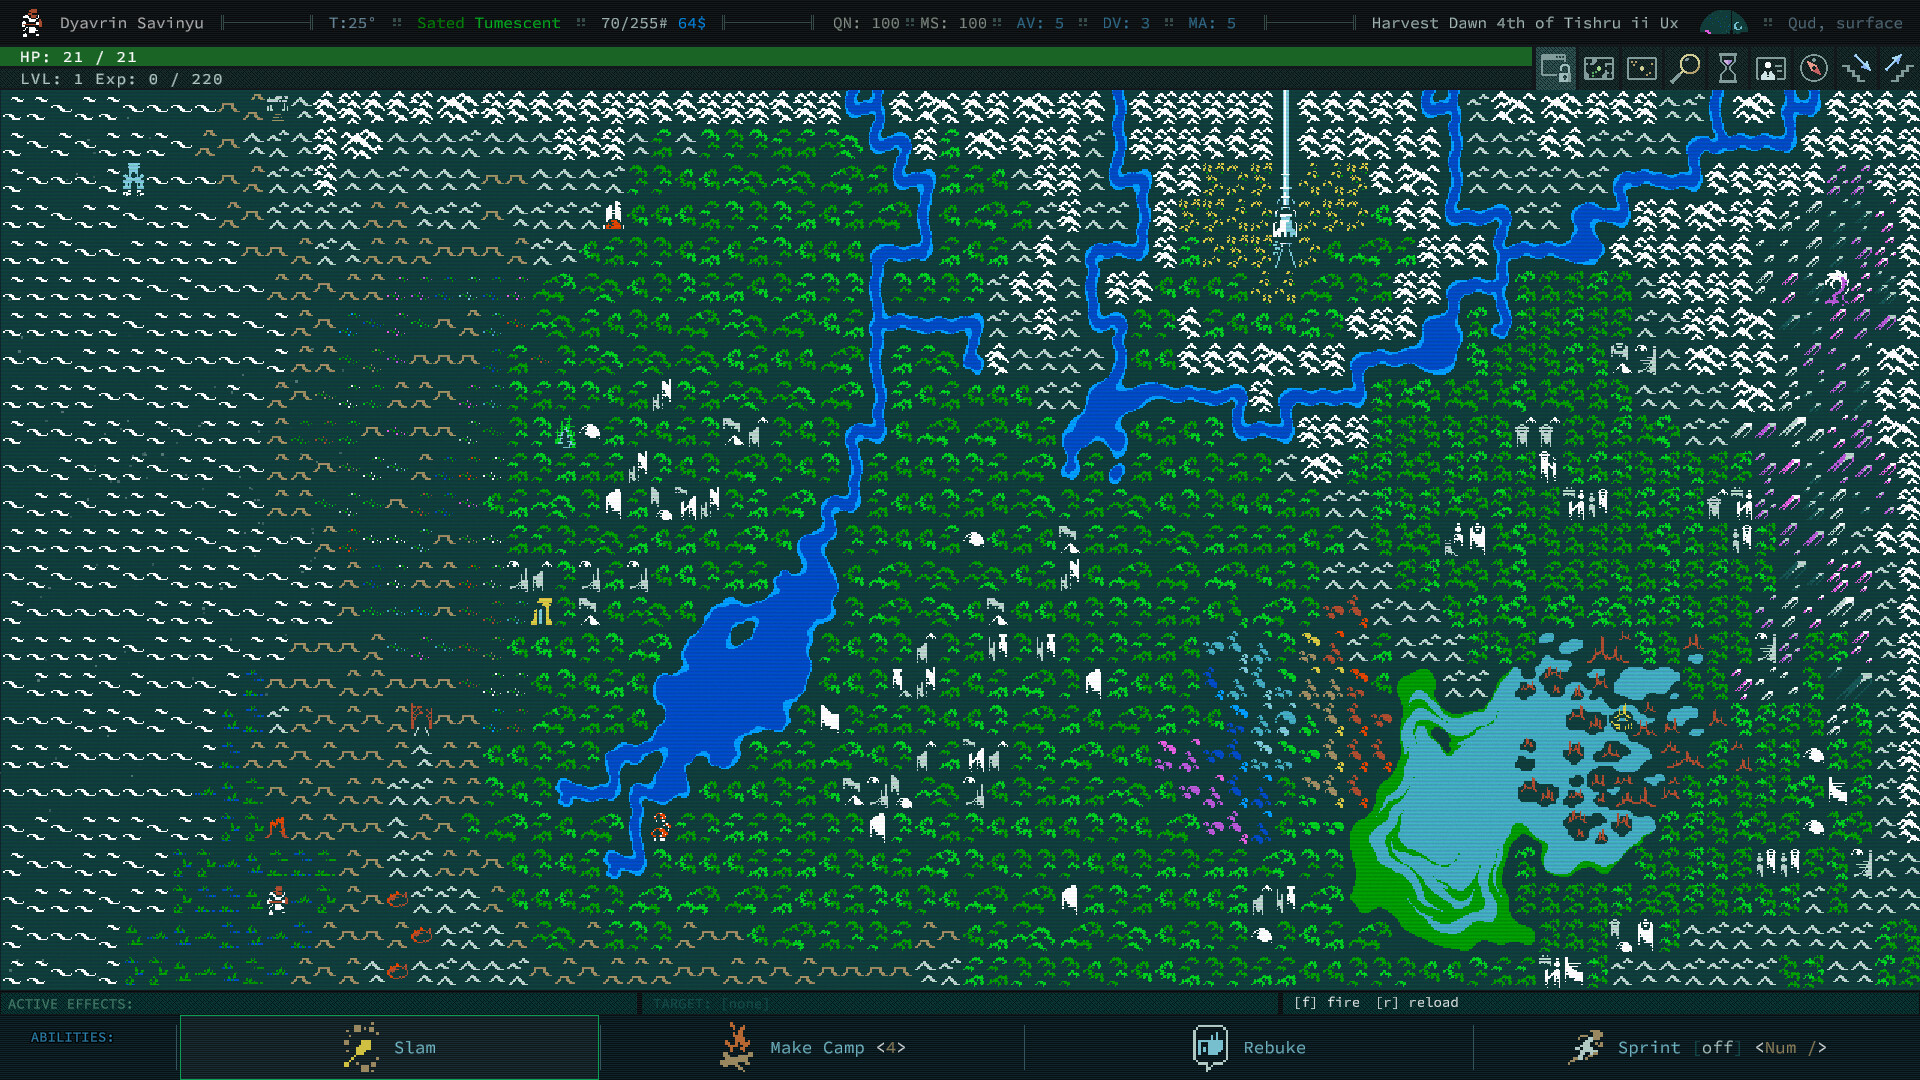 Dyavrin Savinyu T:25° :: Sated Tumescent :: 70/255# 64$ QN: 100 :: MS: 100 :: AV: 5 :: DV: 3 :: MA: 5 Harvest Dawn 4th of Tishru ii Ux :: Qud, surface
HP: 21 / 21
LVL: 1 Exp: 0 / 220
ACTIVE EFFECTS: TARGET: [none] [f] fire [r] reload
ABILITIES: Slam Make Camp <4> Rebuke Sprint [off] <Num />